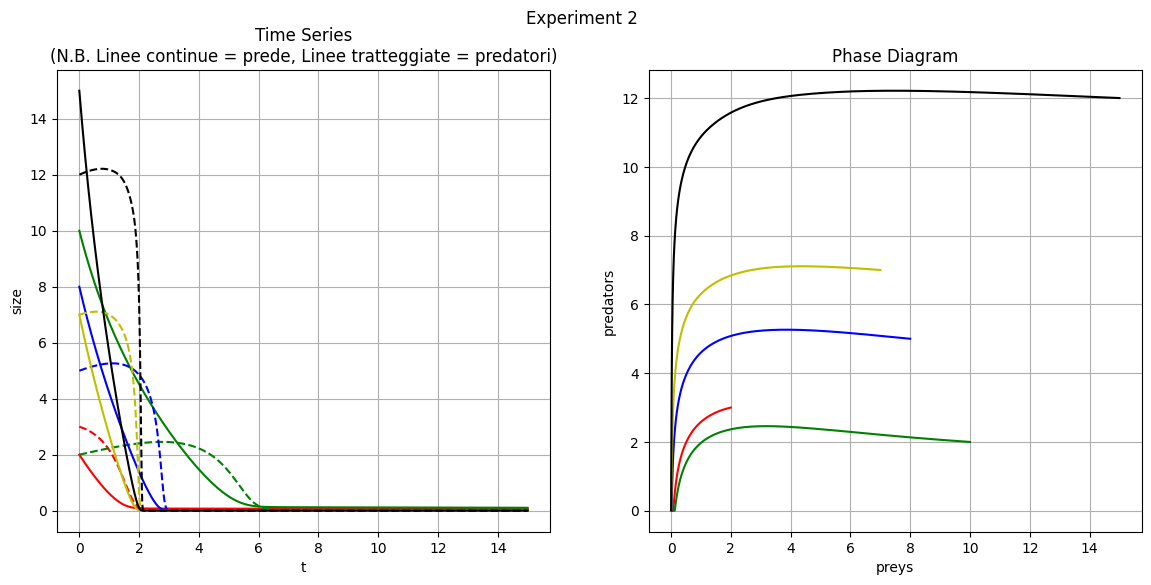 Experiment 2
Time Series
(N.B. Linee continue = prede, Linee tratteggiate = predatori)
14
12
10
8
6
4
2
0
size
0 2 4 6 8 10 12 14
t
Phase Diagram
12
10
8
6
4
2
0
predators
0 2 4 6 8 10 12 14
preys